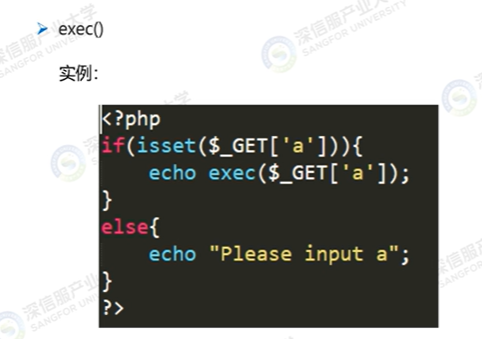 exec()
实例：
<?php
if(isset($_GET['a'])){
    echo exec($_GET['a']);
}
else{
    echo "Please input a";
}
?>
深信服产业大学
SANGFOR UNIVERSITY